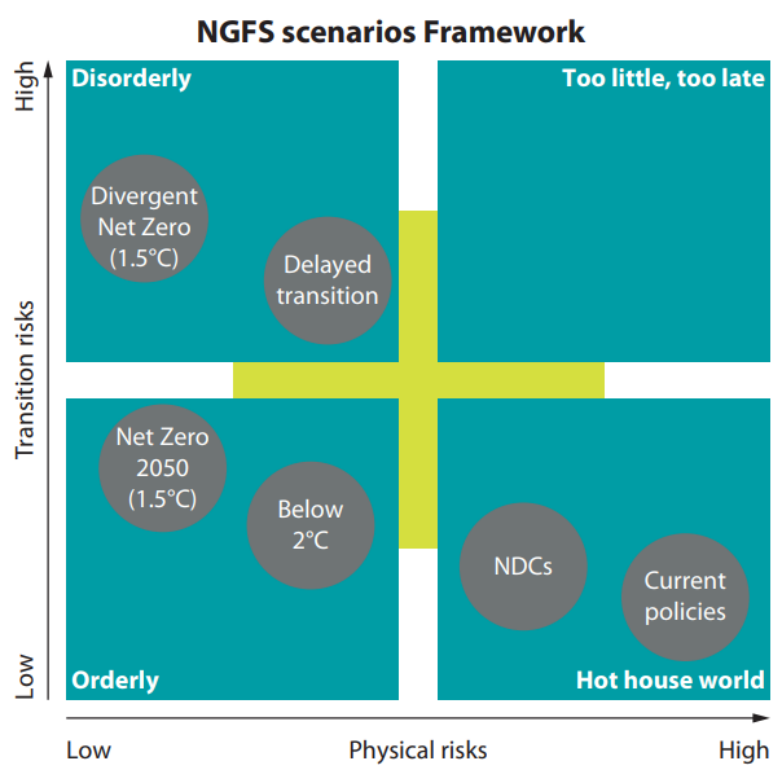 NGFS scenarios Framework
High
Transition risks
Low
Disorderly
Too little, too late
Divergent
Net Zero
(1.5°C)
Delayed
transition
Net Zero
2050
(1.5°C)
Below
2°C
NDCs
Current
policies
Orderly
Hot house world
Low
Physical risks
High